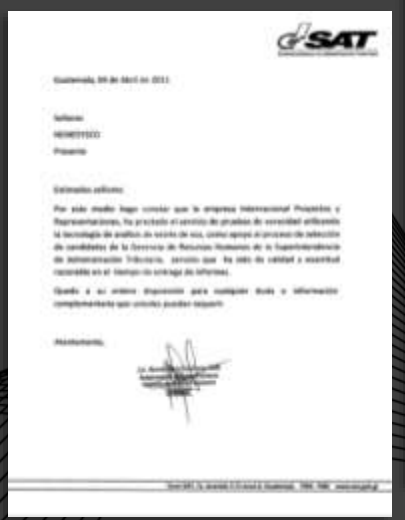 SAT
Guatemala, 04 de Abril de 2011
Señores
NEMESYSCO
Presente
Estimados señores
Por este medio hago constar que la empresa Internacional Proyectos y
Representaciones, ha prestado el servicio de pruebas de veracidad utilizando
la tecnología de análisis de estrés de voz, como apoyo al proceso de selección
de candidatos de la Gerencia de Recursos Humanos de la Superintendencia
de Administración Tributaria, servicio que ha sido de calidad y exactitud
razonable en el tiempo de entrega de informes.
Quedo a su entera disposición para cualquier duda o información
complementaria que ustedes puedan requerir.
Atentamente,